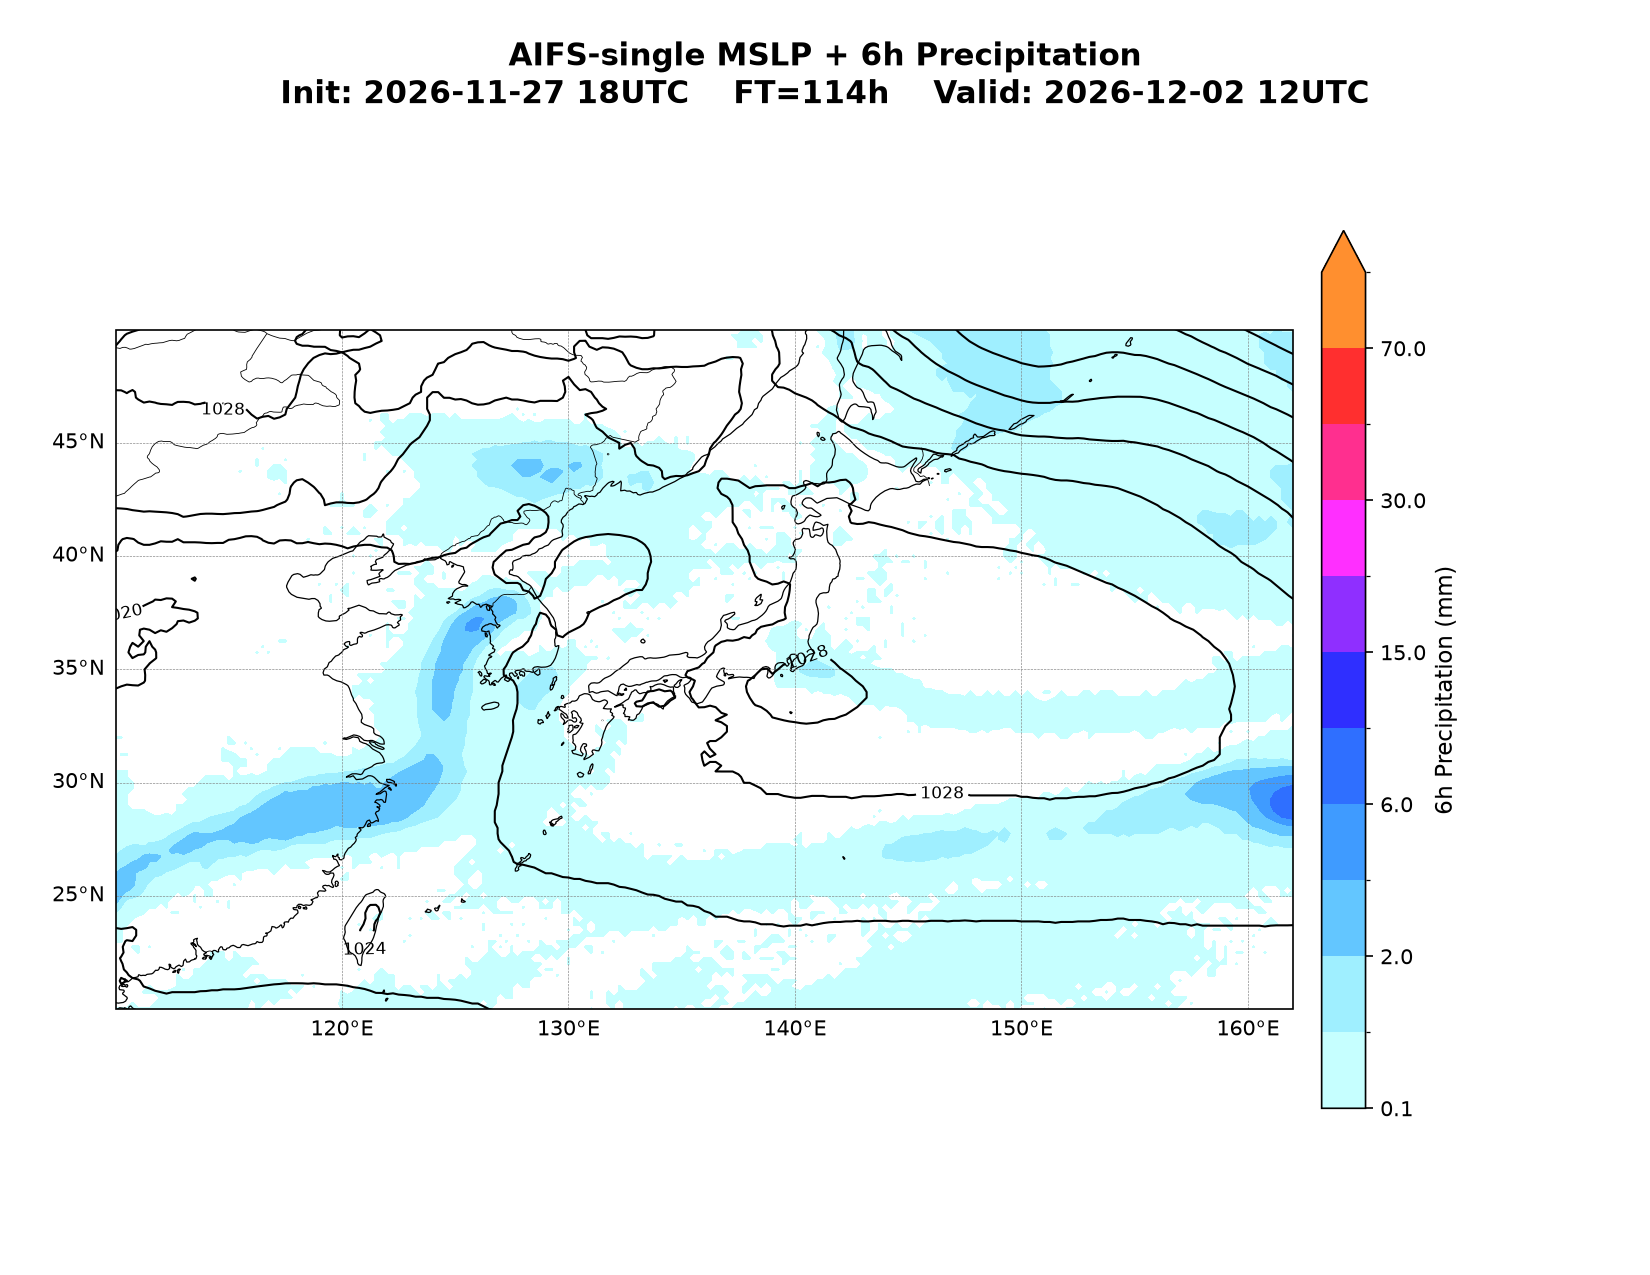 AIFS-single MSLP + 6h Precipitation
Init: 2026-11-27 18UTC    FT=114h    Valid: 2026-12-02 12UTC
70.0
30.0
15.0
6.0
2.0
0.1
6h Precipitation (mm)
45°N
40°N
35°N
30°N
25°N
120°E
130°E
140°E
150°E
160°E
1028
020
1028
1028
1024